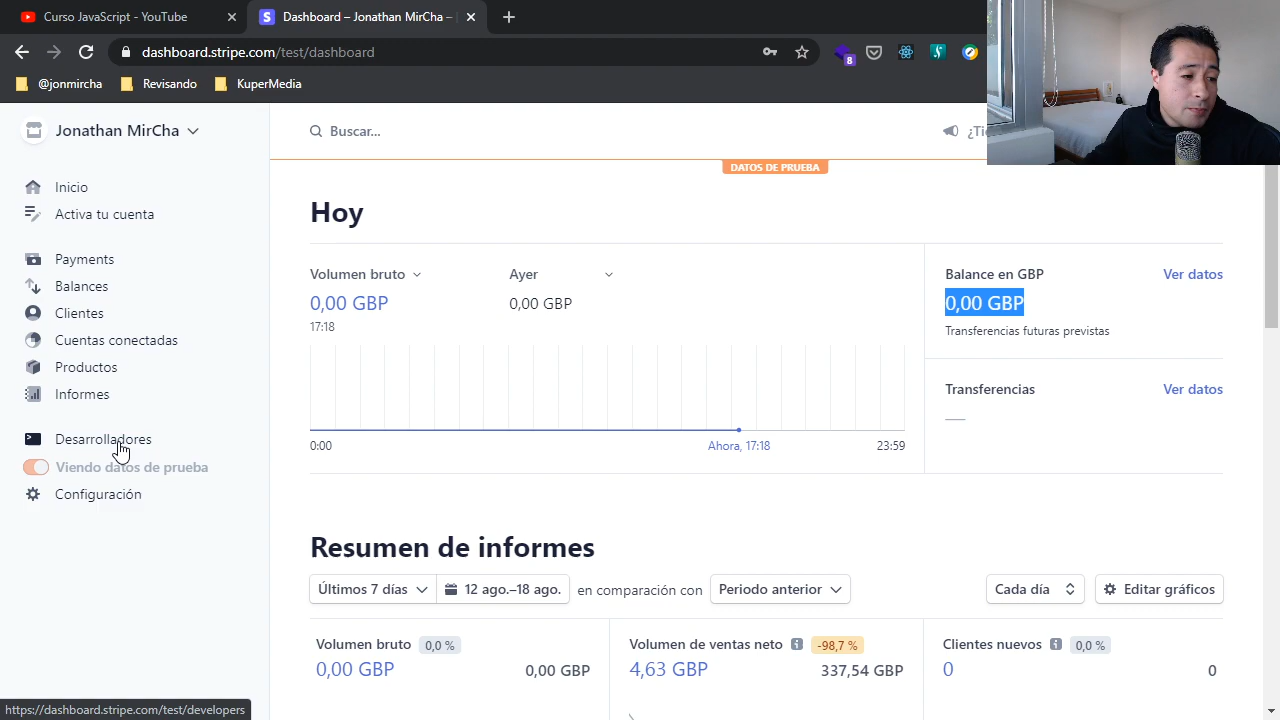 Curso JavaScript - YouTube
Dashboard – Jonathan MirCha –
dashboard.stripe.com/test/dashboard
8
@jonmircha
Revisando
KuperMedia
Jonathan MirCha
Buscar...
DATOS DE PRUEBA
Inicio
Activa tu cuenta
Payments
Balances
Clientes
Cuentas conectadas
Productos
Informes
Desarrolladores
Viendo datos de prueba
Configuración
Hoy
Volumen bruto
Ayer
0,00 GBP
0,00 GBP
17:18
0:00
Ahora, 17:18
23:59
Balance en GBP
Ver datos
0,00 GBP
Transferencias futuras previstas
Transferencias
Ver datos
Resumen de informes
Últimos 7 días
12 ago.–18 ago.
en comparación con
Periodo anterior
Cada día
Editar gráficos
Volumen bruto 0,0 %
0,00 GBP
0,00 GBP
Volumen de ventas neto -98,7 %
4,63 GBP
337,54 GBP
Clientes nuevos 0,0 %
0
0
https://dashboard.stripe.com/test/developers